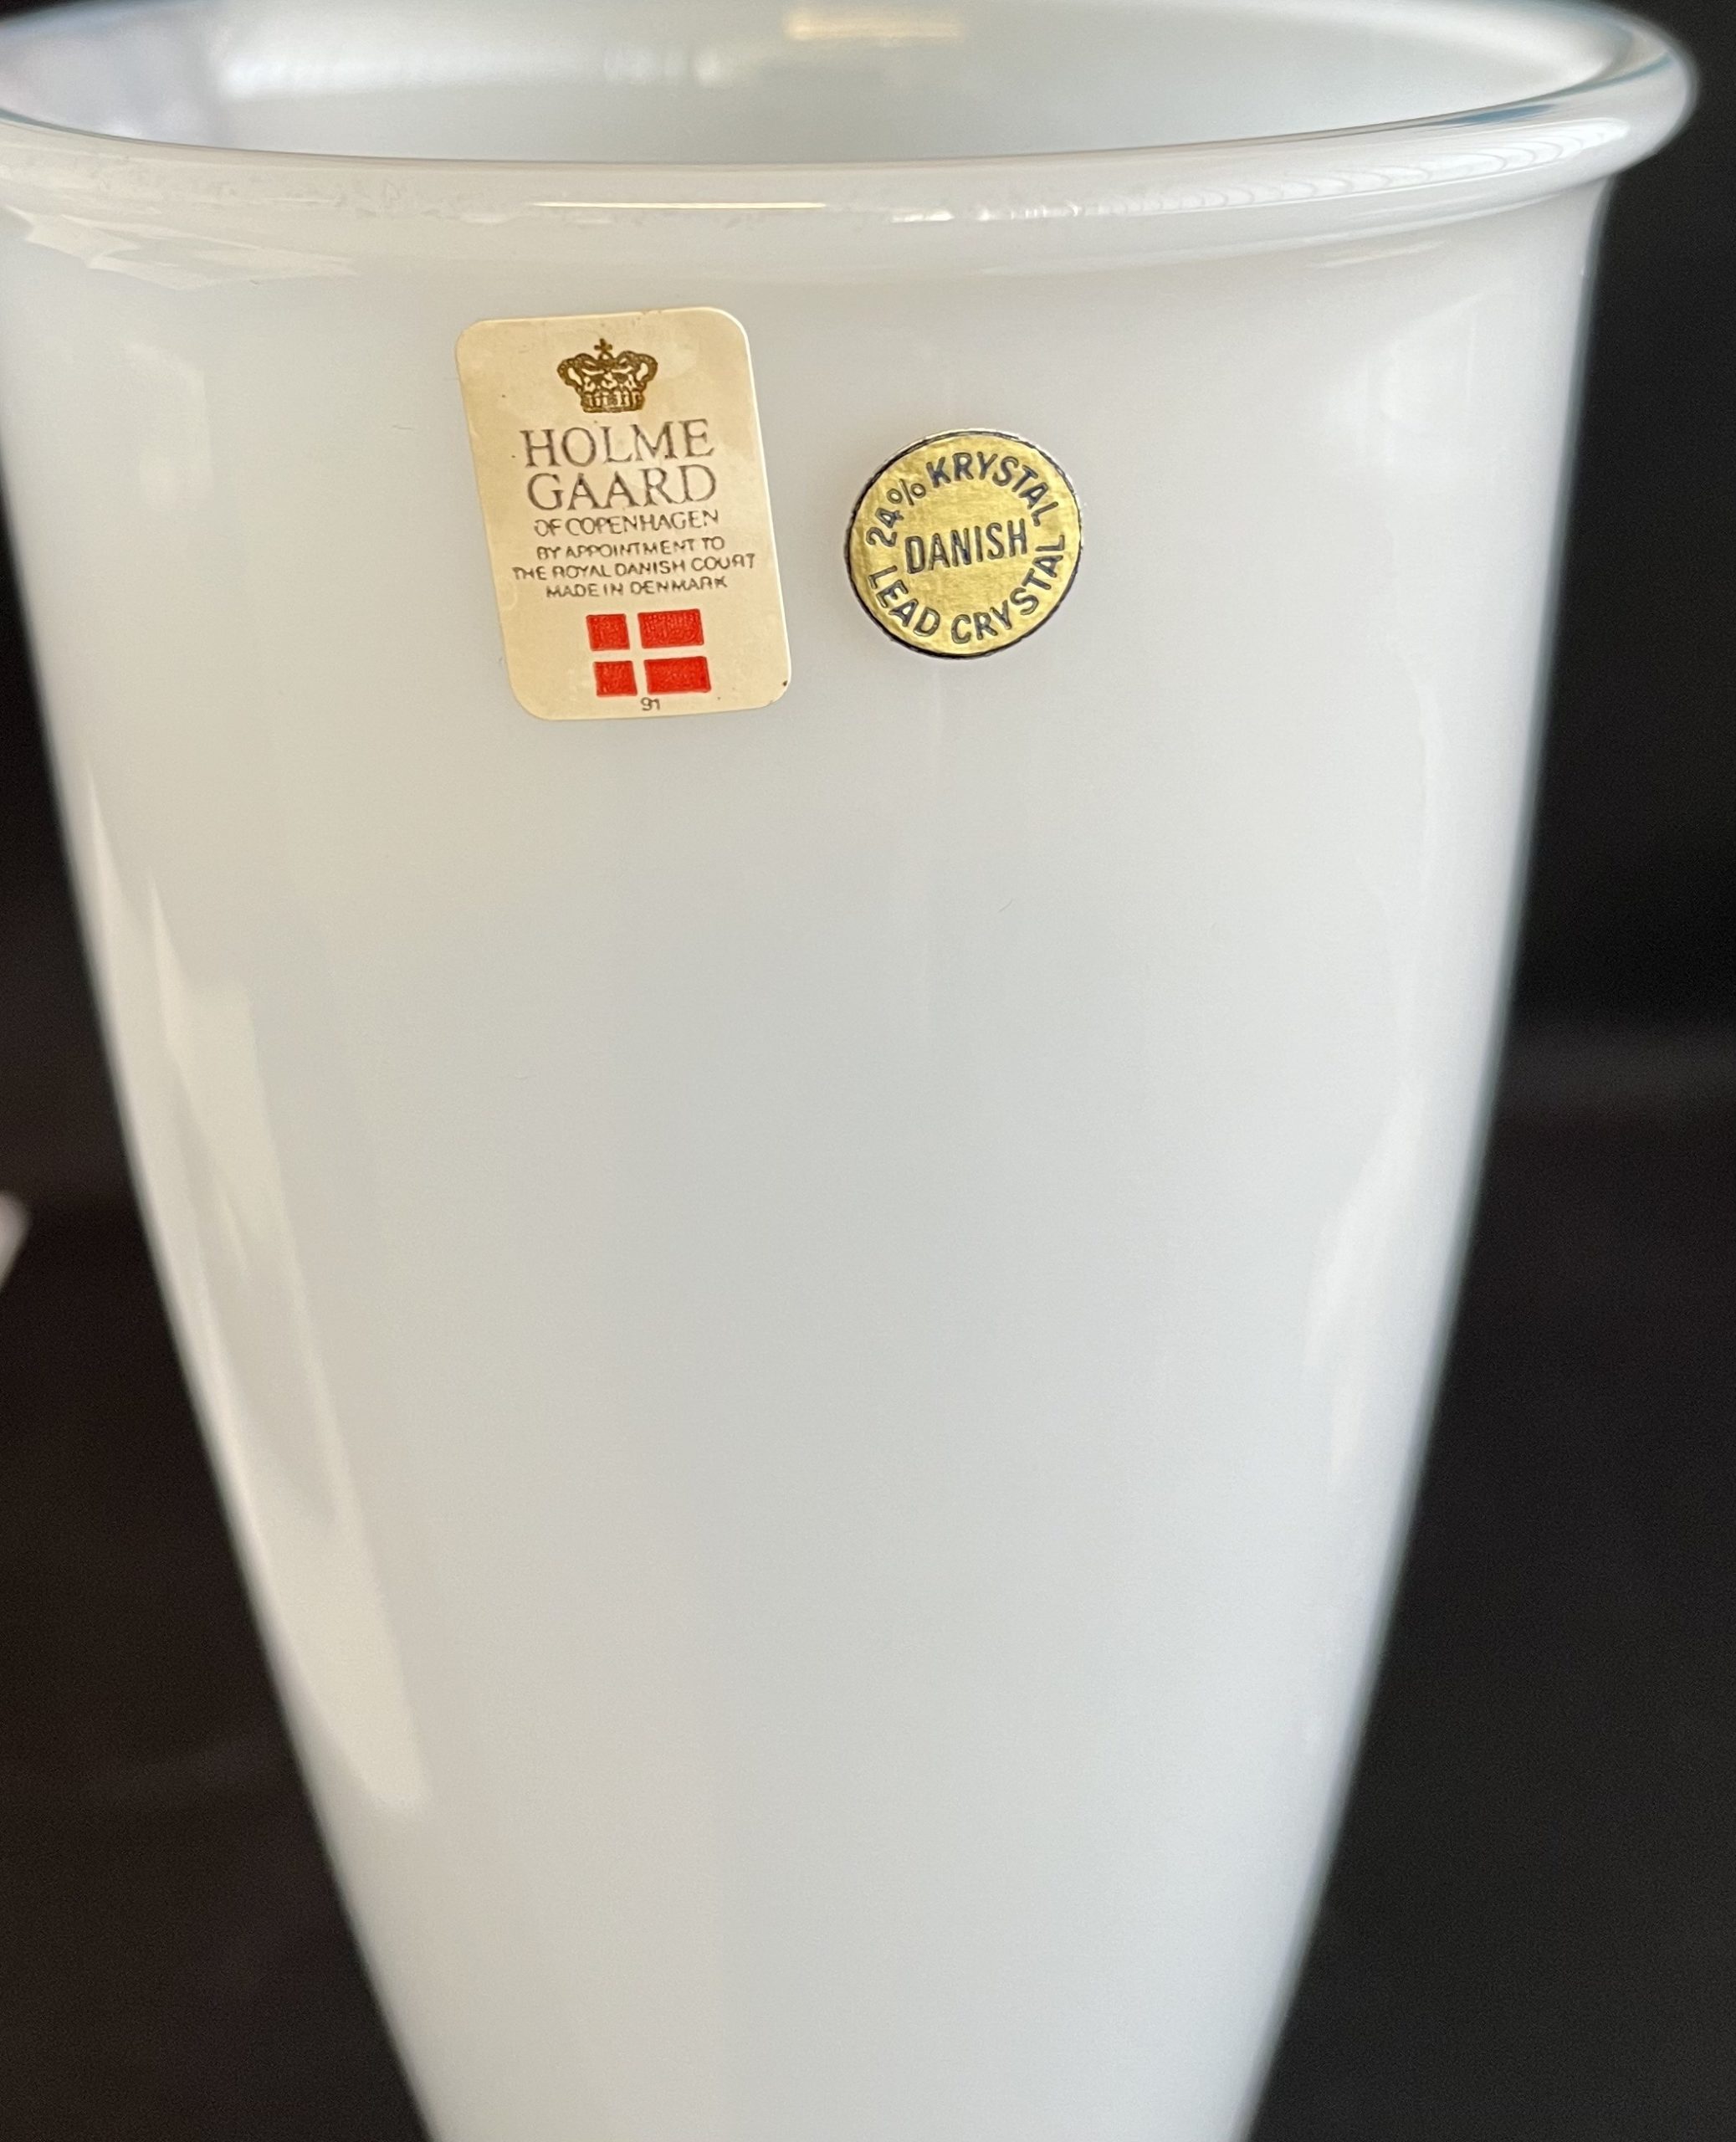 HOLME
GAARD
OF COPENHAGEN
BY APPOINTMENT TO
THE ROYAL DANISH COURT
MADE IN DENMARK
91
24% KRYSTAL
DANISH
LEAD CRYSTAL